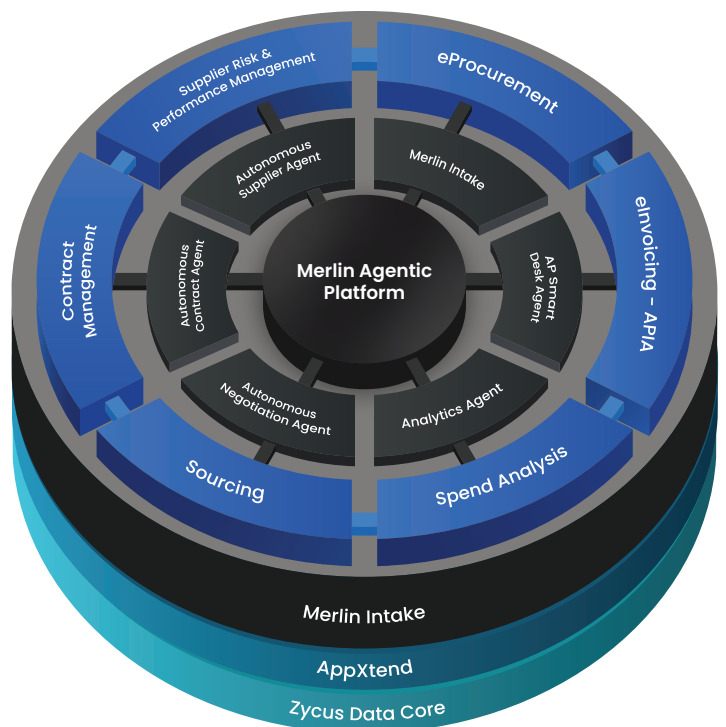 Supplier Risk &
Performance Management
eProcurement
Autonomous
Supplier Agent
Merlin Intake
Contract
Management
Autonomous
Contract Agent
Merlin Agentic
Platform
AP Smart
Desk Agent
eInvoicing - APIA
Autonomous
Negotiation Agent
Analytics Agent
Sourcing
Spend Analysis
Merlin Intake
AppXtend
Zycus Data Core